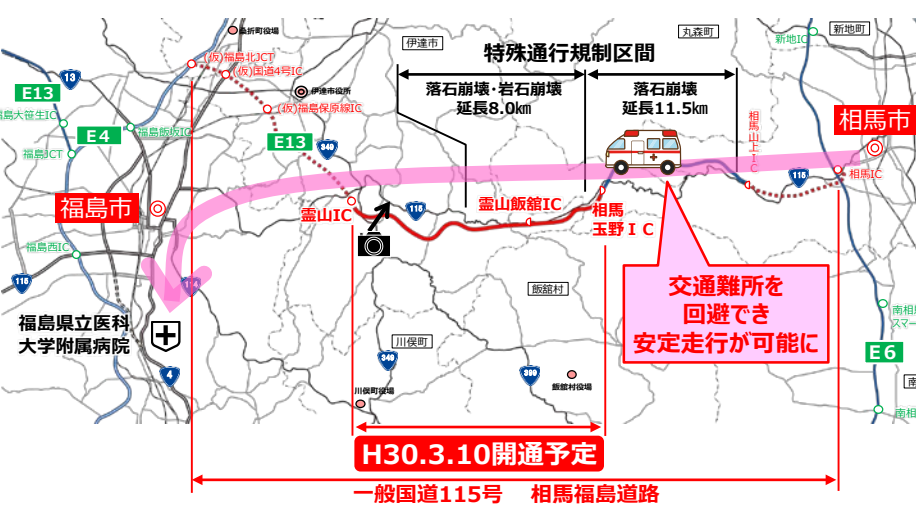 桑折町役場
(仮)福島北JCT
(仮)国道4号IC
伊達市
伊達市役所
(仮)福島保原線IC
特殊通行規制区間
落石崩壊・岩石崩壊
延長8.0km
落石崩壊
延長11.5km
丸森町
新地IC
新地町
相馬市
相馬IC
相馬山上IC
115
13
E13
福島大笹生IC
E4
福島飯坂IC
福島JCT
E13
349
福島市
福島西IC
115
霊山IC
115
霊山飯舘IC
相馬
玉野IC
交通難所を
回避でき
安定走行が可能に
福島県立医科
大学附属病院
4
飯舘村
川俣町
349
399
川俣町役場
飯舘村役場
E6
南相
スマー
南
南相
H30.3.10開通予定
一般国道115号 相馬福島道路